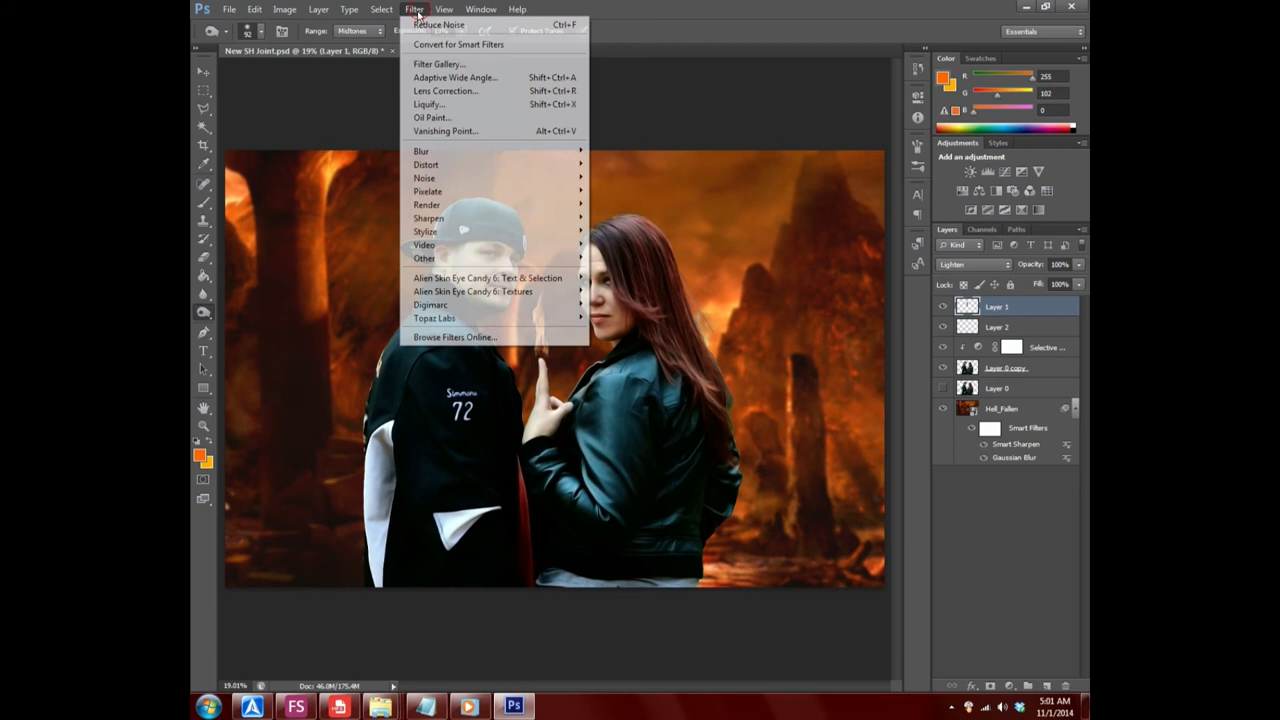 Ps File Edit Image Layer Type Select Filter View Window Help
92 Range: Midtones Protect Tones Essentials
New SH Joint.psd @ 19% (Layer 1, RGB/8) * ×
Reduce Noise Ctrl+F
Convert for Smart Filters
Filter Gallery...
Adaptive Wide Angle... Shift+Ctrl+A
Lens Correction... Shift+Ctrl+R
Liquify... Shift+Ctrl+X
Oil Paint...
Vanishing Point... Alt+Ctrl+V
Blur
Distort
Noise
Pixelate
Render
Sharpen
Stylize
Video
Other
Alien Skin Eye Candy 6: Text & Selection
Alien Skin Eye Candy 6: Textures
Digimarc
Topaz Labs
Browse Filters Online...
Simmons
72
Color Swatches
R 255
G 102
B 0
Adjustments Styles
Add an adjustment
Layers Channels Paths
Kind
Lighten Opacity: 100%
Lock: Fill: 100%
Layer 1
Layer 2
Selective ...
Layer 0 copy
Layer 0
Hell_Fallen
Smart Filters
Smart Sharpen
Gaussian Blur
19.01% Doc: 46.0M/175.4M
FS Ps
5:01 AM
11/1/2014